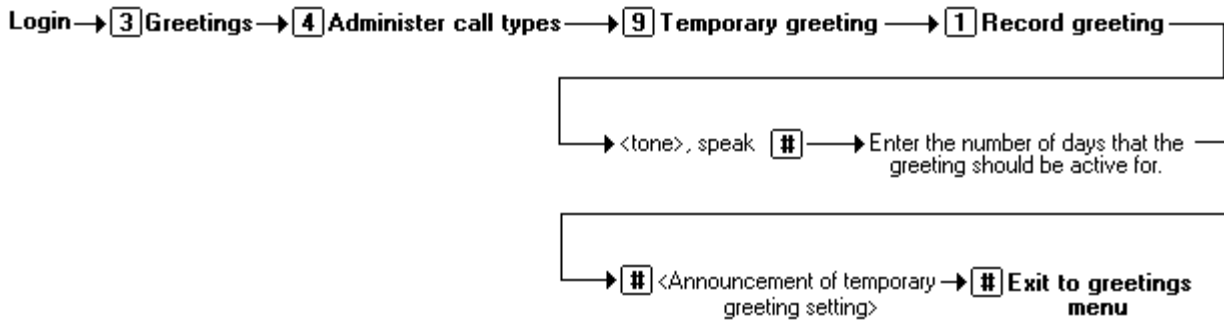 Login 3 Greetings 4 Administer call types 9 Temporary greeting 1 Record greeting
<tone>, speak # Enter the number of days that the
greeting should be active for.
# <Announcement of temporary # Exit to greetings
greeting setting> menu